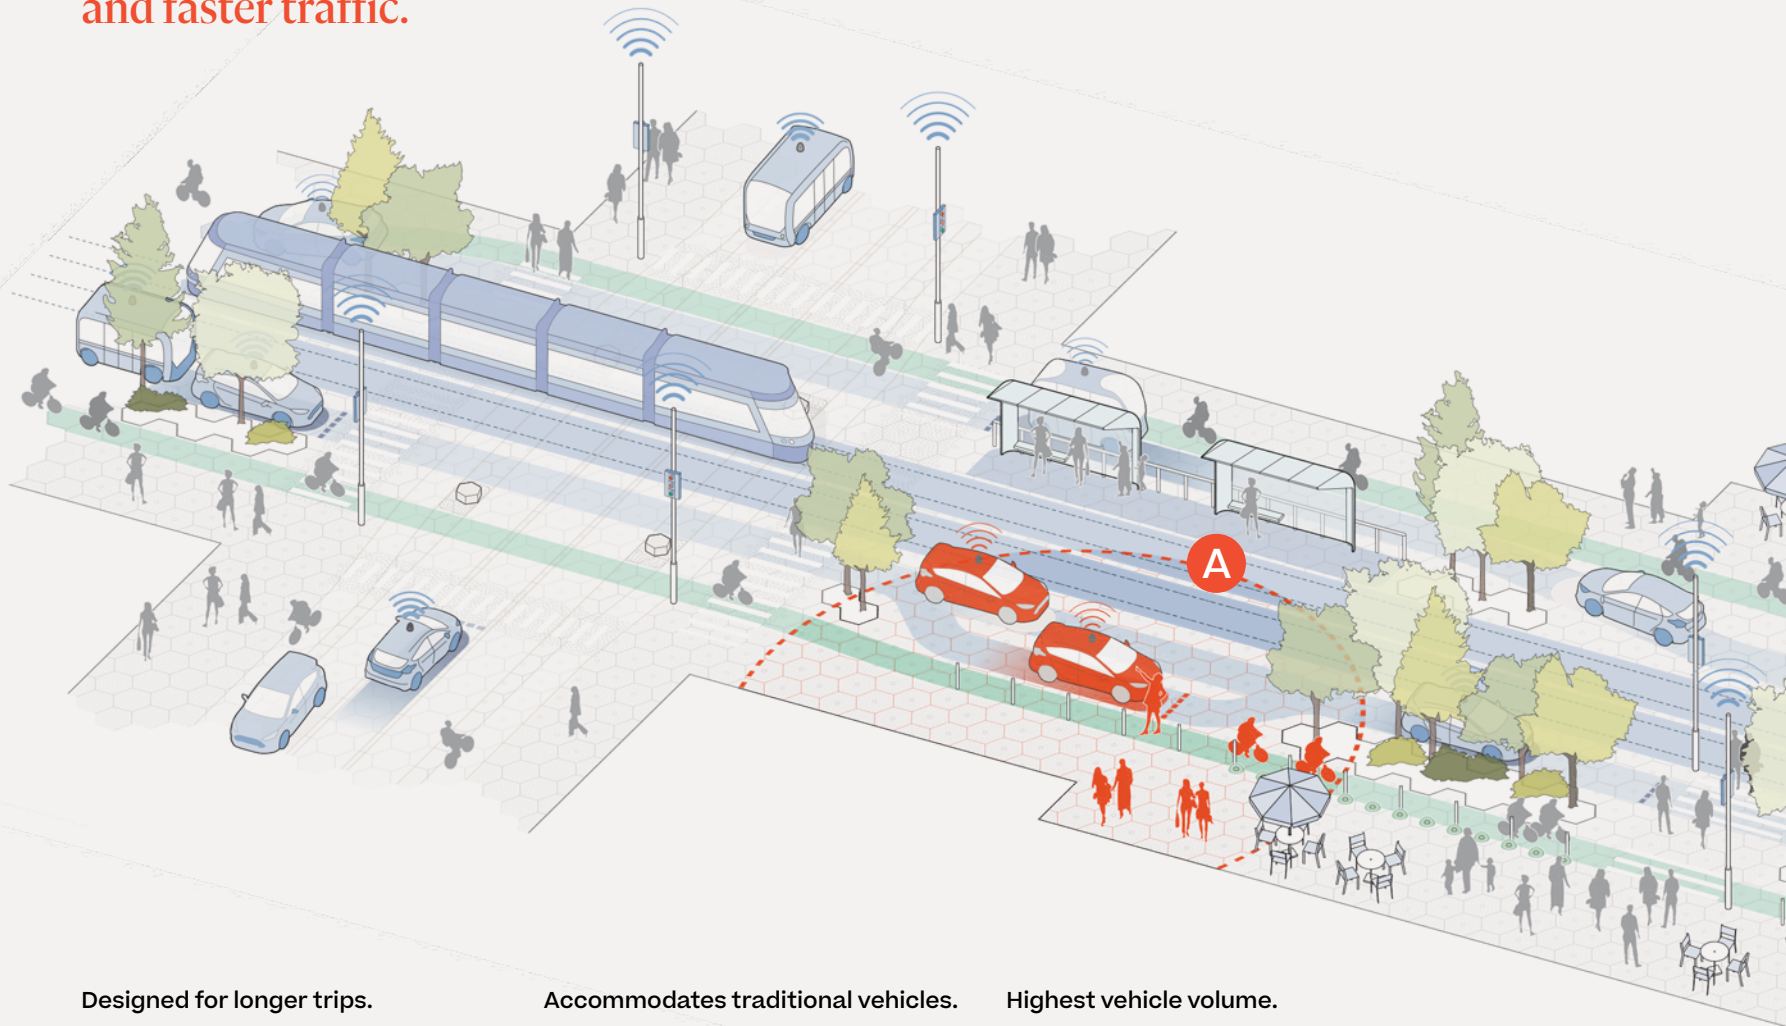 and faster traffic.
A
Designed for longer trips.
Accommodates traditional vehicles.
Highest vehicle volume.